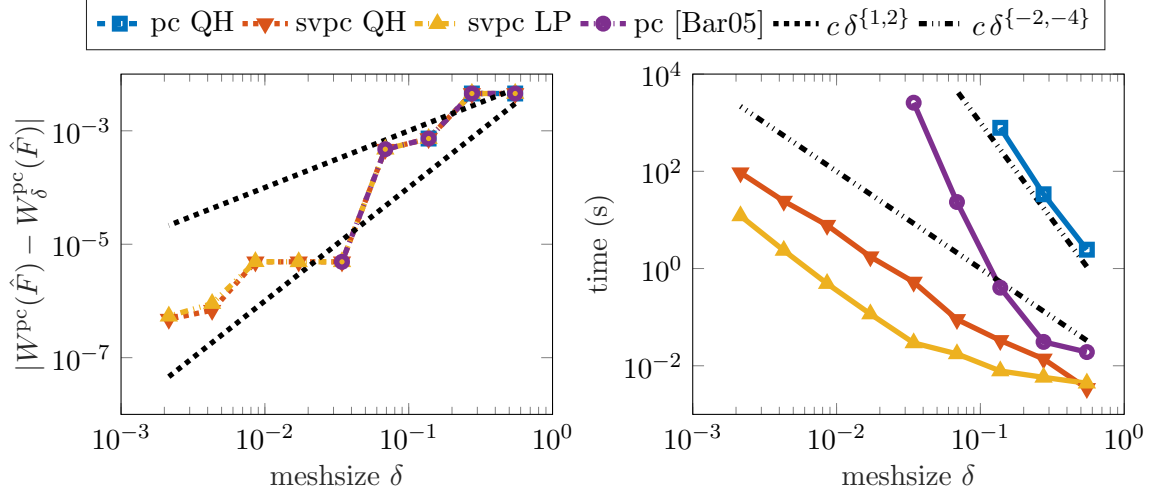 pc QH svpc QH svpc LP pc [Bar05] c δ^{1,2} c δ^{−2,−4}
|W^pc(F̂) − W_δ^pc(F̂)|
10^−3
10^−5
10^−7
10^−3 10^−2 10^−1 10^0
meshsize δ
time (s)
10^4
10^2
10^0
10^−2
10^−3 10^−2 10^−1 10^0
meshsize δ